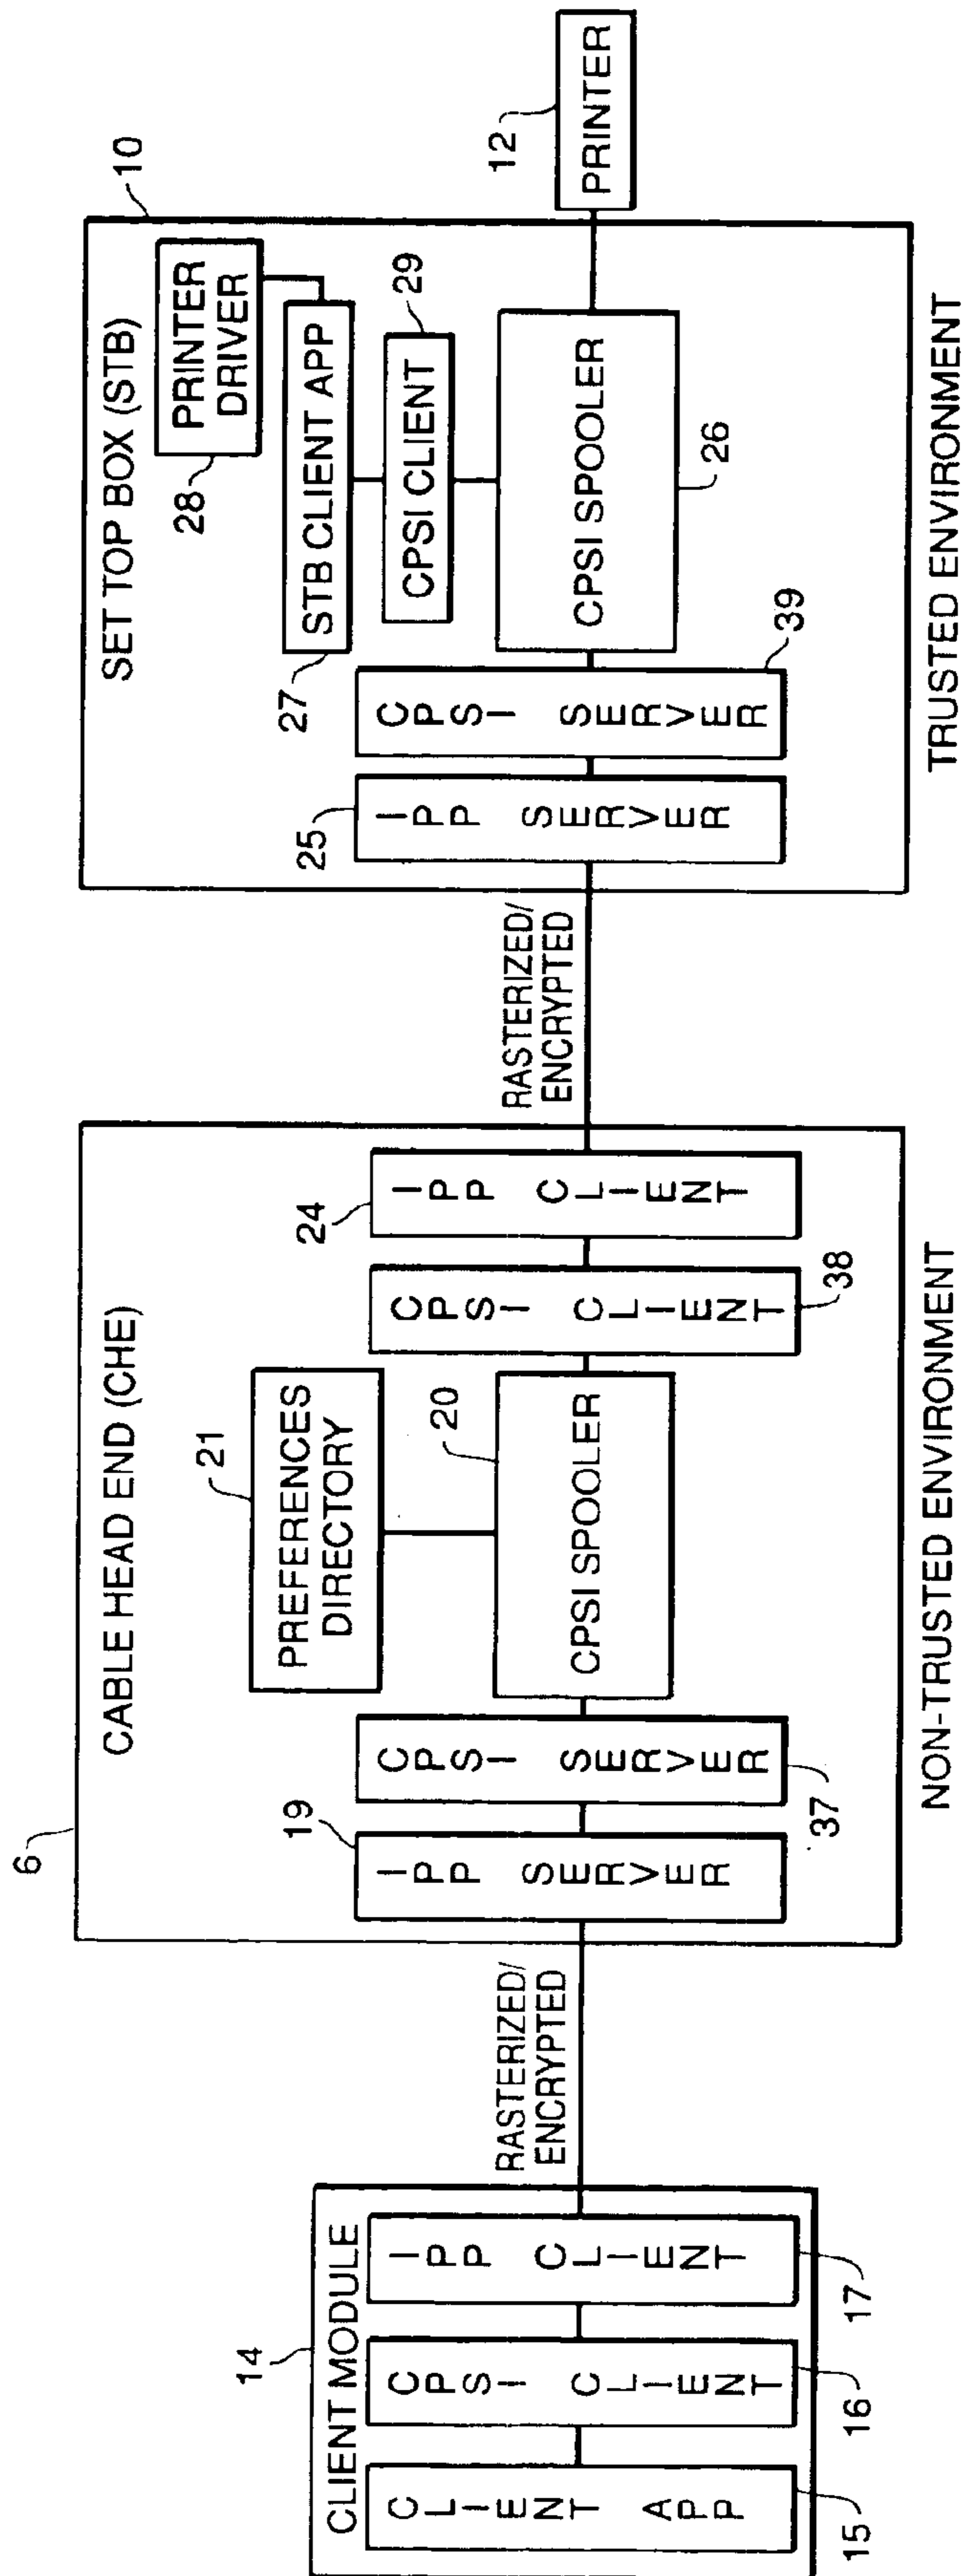 14
CLIENT MODULE
CLIENT APP
15
CPSI CLIENT
16
IPP CLIENT
17
RASTERIZED/
ENCRYPTED
6
CABLE HEAD END (CHE)
19
IPP SERVER
CPSI SERVER
37
21
PREFERENCES
DIRECTORY
20
CPSI SPOOLER
CPSI CLIENT
38
24
IPP CLIENT
NON-TRUSTED ENVIRONMENT
RASTERIZED/
ENCRYPTED
10
SET TOP BOX (STB)
25
IPP SERVER
CPSI SERVER
39
28
PRINTER
DRIVER
27
STB CLIENT APP
29
CPSI CLIENT
CPSI SPOOLER
26
TRUSTED ENVIRONMENT
12
PRINTER